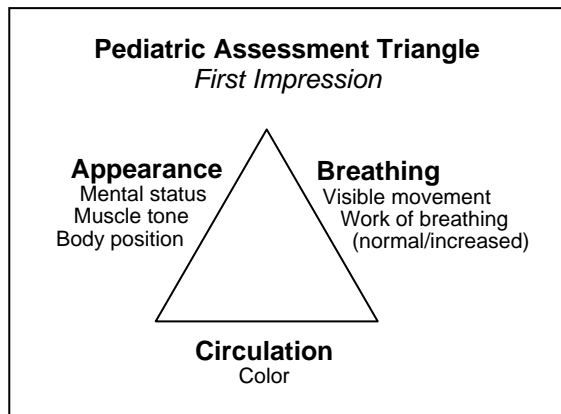 Pediatric Assessment Triangle
First Impression
Appearance
Mental status
Muscle tone
Body position
Breathing
Visible movement
Work of breathing
(normal/increased)
Circulation
Color